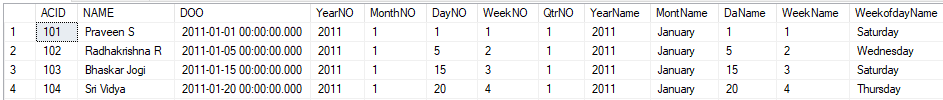 ACID NAME DOO YearNO MonthNO DayNO WeekNO QtrNO YearName MontName DaName WeekName WeekofdayName
1 101 Praveen S 2011-01-01 00:00:00.000 2011 1 1 1 1 2011 January 1 1 Saturday
2 102 Radhakrishna R 2011-01-05 00:00:00.000 2011 1 5 2 1 2011 January 5 2 Wednesday
3 103 Bhaskar Jogi 2011-01-15 00:00:00.000 2011 1 15 3 1 2011 January 15 3 Saturday
4 104 Sri Vidya 2011-01-20 00:00:00.000 2011 1 20 4 1 2011 January 20 4 Thursday